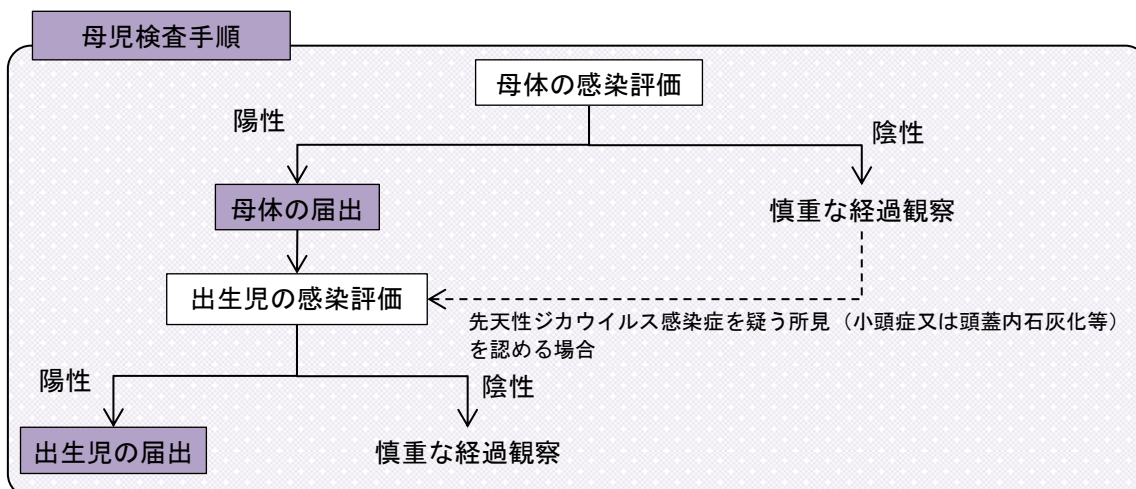 母児検査手順
母体の感染評価
陽性
陰性
母体の届出
慎重な経過観察
出生児の感染評価
先天性ジカウイルス感染症を疑う所見（小頭症又は頭蓋内石灰化等）
を認める場合
陽性
陰性
出生児の届出
慎重な経過観察